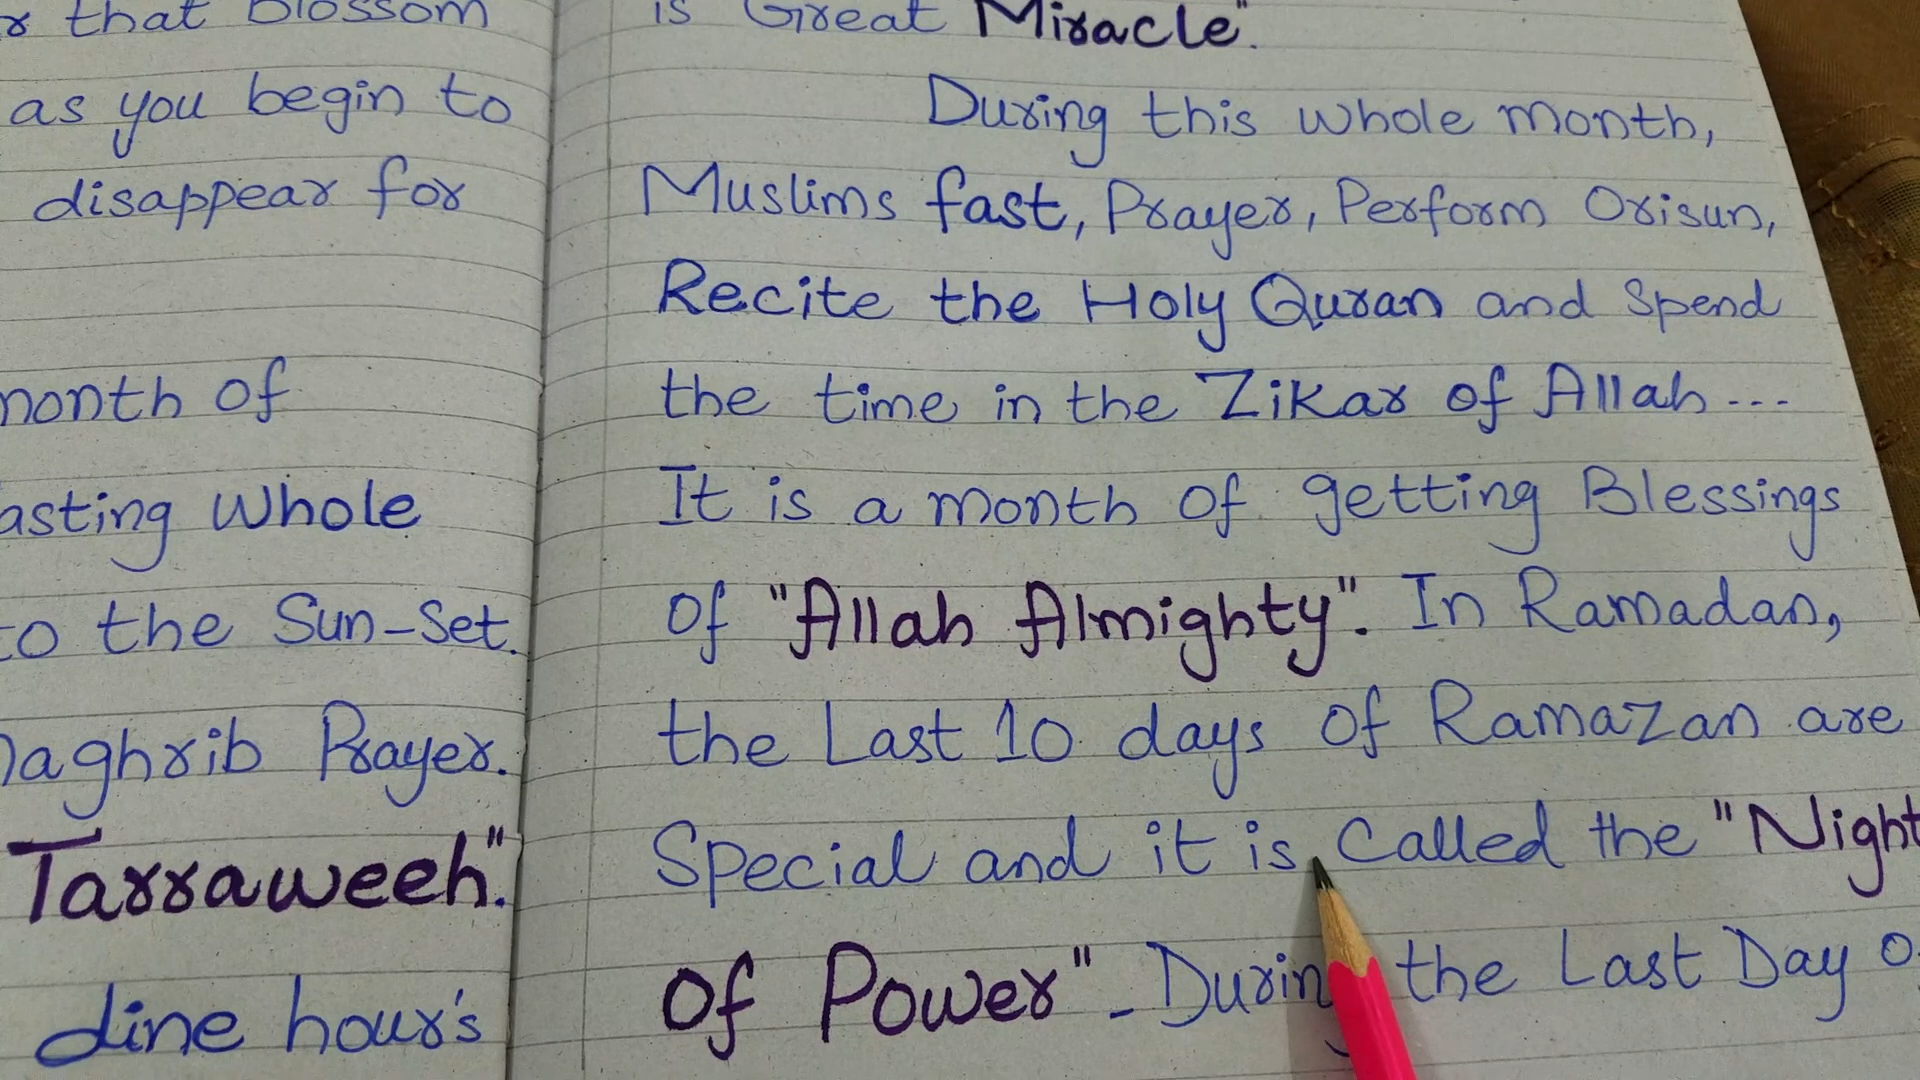 that blossom
as you begin to
disappear for
month of
asting whole
to the Sun-Set.
aghrib Prayer.
Tarraweeh".
dine hour's
is Great Miracle".
During this whole month,
Muslims fast, Prayer, Perform Orisun,
Recite the Holy Quran and Spend
the time in the Zikar of Allah ...
It is a month of getting Blessings
of "Allah Almighty". In Ramadan,
the Last 10 days of Ramazan are
Special and it is Called the "Night
Of Power" - During the Last Day O